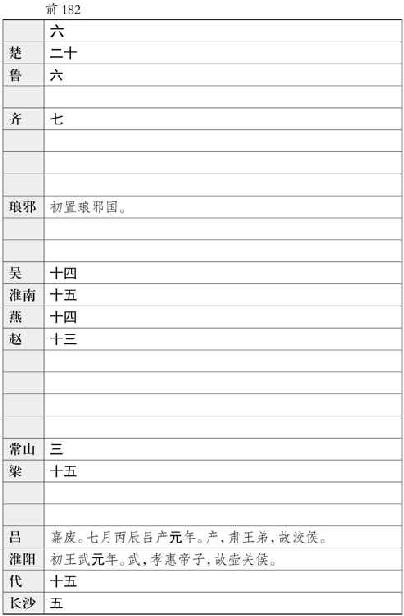 前 182
六
楚 二十
鲁 六
齐 七
琅邪 初置琅邪国。
吴 十四
淮南 十五
燕 十四
赵 十三
常山 三
梁 十五
吕 嘉废。七月丙辰吕产元年。产,肃王弟,故洨侯。
淮阳 初王武元年。武,孝惠帝子,故壶关侯。
代 十五
长沙 五